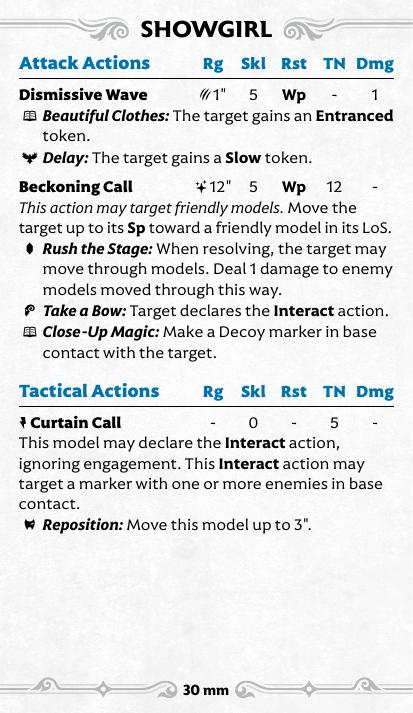 SHOWGIRL
Attack Actions Rg Skl Rst TN Dmg
Dismissive Wave 1" 5 Wp - 1
Beautiful Clothes: The target gains an Entranced
token.
Delay: The target gains a Slow token.
Beckoning Call 12" 5 Wp 12 -
This action may target friendly models. Move the
target up to its Sp toward a friendly model in its LoS.
Rush the Stage: When resolving, the target may
move through models. Deal 1 damage to enemy
models moved through this way.
Take a Bow: Target declares the Interact action.
Close-Up Magic: Make a Decoy marker in base
contact with the target.
Tactical Actions Rg Skl Rst TN Dmg
Curtain Call - 0 - 5 -
This model may declare the Interact action,
ignoring engagement. This Interact action may
target a marker with one or more enemies in base
contact.
Reposition: Move this model up to 3".
30 mm